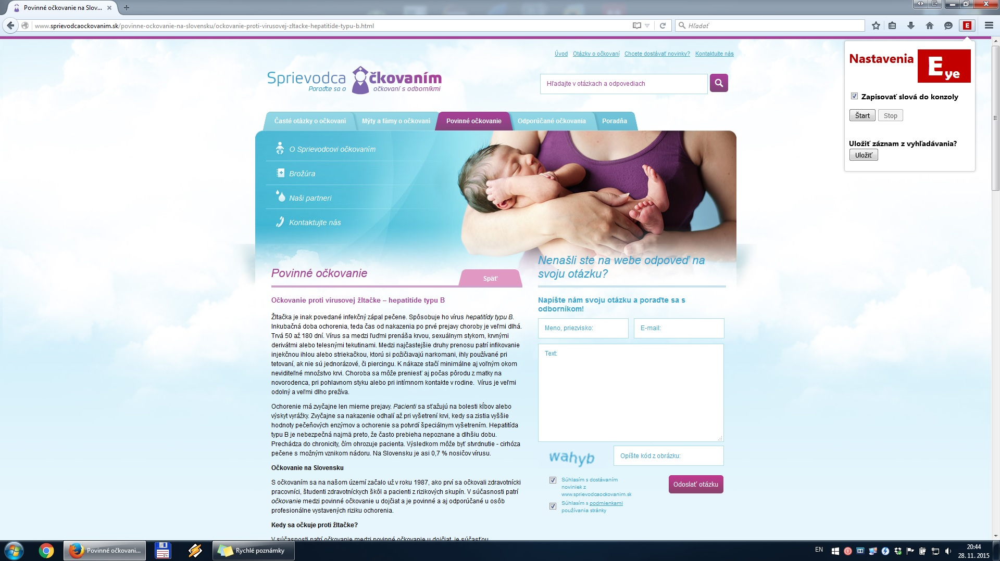 Povinné očkovanie na Slov...
www.sprievodcaockovanim.sk/povinne-ockovanie-na-slovensku/ockovanie-proti-virusovej-zltacke-hepatitide-typu-b.html
Hľadať
Nastavenia
Eye
Zapisovať slová do konzoly
Štart Stop
Uložiť záznam z vyhľadávania?
Uložiť
Úvod Otázky o očkovaní Chcete dostávať novinky? Kontaktujte nás
Sprievodca očkovaním
Poraďte sa o očkovaní s odborníkmi
Hľadajte v otázkach a odpovediach
Časté otázky o očkovaní Mýty a fámy o očkovaní Povinné očkovanie Odporúčané očkovania Poradňa
O Sprievodcovi očkovaním
Brožúra
Naši partneri
Kontaktujte nás
Povinné očkovanie
Späť
Očkovanie proti vírusovej žltačke – hepatitíde typu B
Žltačka je inak povedané infekčný zápal pečene. Spôsobuje ho vírus hepatitídy typu B.
Inkubačná doba ochorenia, teda čas od nakazenia po prvé prejavy choroby je veľmi dlhá.
Trvá 50 až 180 dní. Vírus sa medzi ľuďmi prenáša krvou, sexuálnym stykom, krvnými
derivátmi alebo telesnými tekutinami. Medzi najčastejšie druhy prenosu patrí infikovanie
injekčnou ihlou alebo striekačkou, ktorú si požičiavajú narkomani, ihly používané pri
tetovaní, ak nie sú jednorázové, či piercingu. K nákaze stačí minimálne aj voľným okom
neviditeľné množstvo krvi. Choroba sa môže preniesť aj počas pôrodu z matky na
novorodenca, pri pohlavnom styku alebo pri intímnom kontakte v rodine. Vírus je veľmi
odolný a veľmi dlho prežíva.
Ochorenie má zvyčajne len mierne prejavy. Pacienti sa sťažujú na bolesti kĺbov alebo
výskyt vyrážky. Zvyčajne sa nakazenie odhalí až pri vyšetrení krvi, kedy sa zistia vyššie
hodnoty pečeňových enzýmov a ochorenie sa potvrdí špeciálnym vyšetrením. Hepatitída
typu B je nebezpečná najmä preto, že často prebieha nepoznane a dlhšiu dobu.
Prechádza do chronicity, čím ohrozuje pacienta. Výsledkom môže byť stvrdnutie - cirhóza
pečene s možným vznikom nádoru. Na Slovensku je asi 0,7 % nosičov vírusu.
Očkovanie na Slovensku
S očkovaním sa na našom území začalo už v roku 1987, ako prví sa očkovali zdravotnícki
pracovníci, študenti zdravotníckych škôl a pacienti z rizikových skupín. V súčasnosti patrí
očkovanie medzi povinné očkovanie u dojčiat a je povinné a aj odporúčané u osôb
profesionálne vystavených riziku ochorenia.
Kedy sa očkuje proti žltačke?
V súčasnosti patrí očkovanie medzi povinné očkovanie u dojčiat, je súčasťou
Nenašli ste na webe odpoveď na
svoju otázku?
Napíšte nám svoju otázku a poraďte sa s
odborníkom!
Meno, priezvisko: E-mail:
Text:
wahyb
Opíšte kód z obrázku:
Súhlasím s dostávaním
noviniek z
www.sprievodcaockovanim.sk
Súhlasím s podmienkami
používania stránky
Odoslať otázku
Povinné očkovani... 64 Rychlé poznámky
EN
20:44
28. 11. 2015